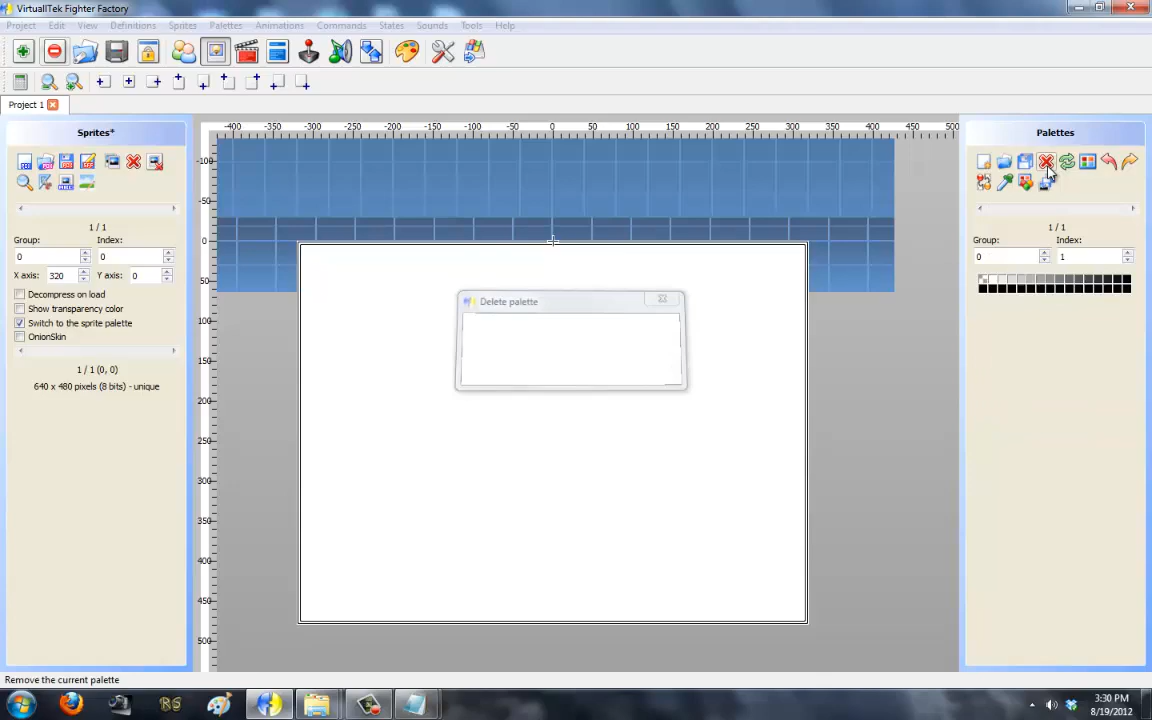 VirtuallTek Fighter Factory
Project Edit View Definitions Sprites Palettes Animations Commands States Sounds Tools Help
Project 1
Sprites*
1 / 1
Group: Index:
0 0
X axis: 320 Y axis: 0
Decompress on load
Show transparency color
Switch to the sprite palette
OnionSkin
1 / 1 (0, 0)
640 x 480 pixels (8 bits) - unique
-400 -350 -300 -250 -200 -150 -100 -50 0 50 100 150 200 250 300 350 400 450 500
-100
-50
0
50
100
150
200
250
300
350
400
450
500
Delete palette
Palettes
1 / 1
Group: Index:
0 1
Remove the current palette
RS
3:30 PM
8/19/2012